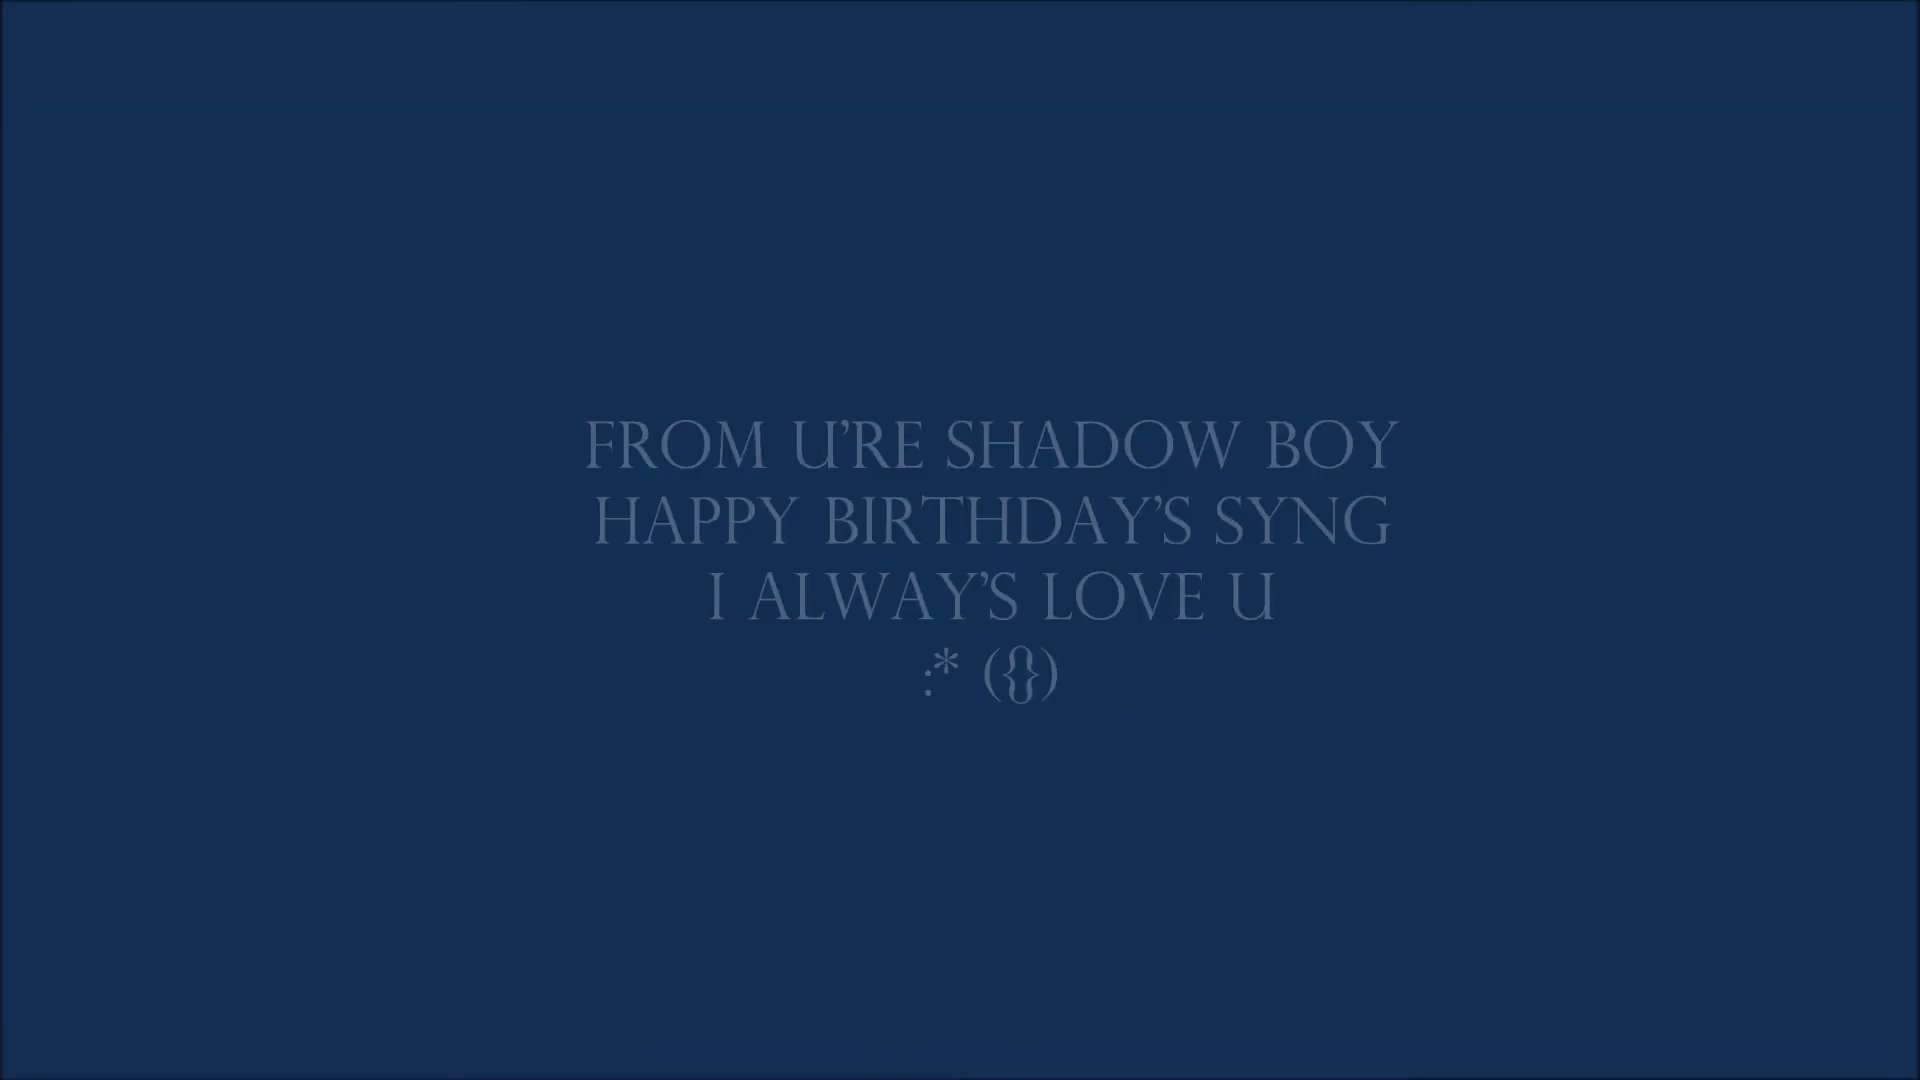 FROM U'RE SHADOW BOY
HAPPY BIRTHDAY'S SYNG
I ALWAY'S LOVE U
:* ({})